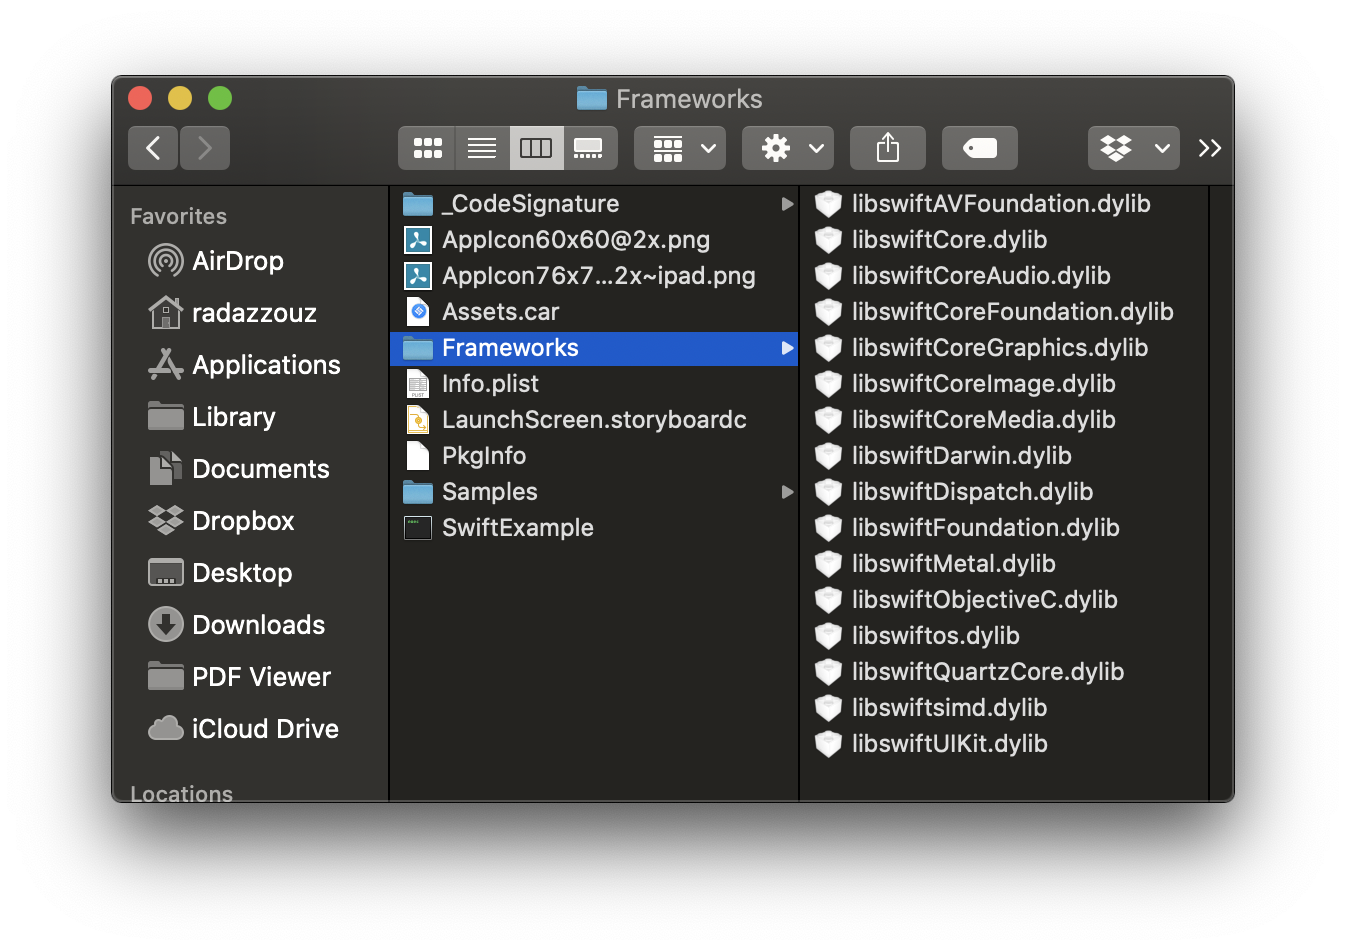 Frameworks
Favorites
AirDrop
radazzouz
Applications
Library
Documents
Dropbox
Desktop
Downloads
PDF Viewer
iCloud Drive
Locations
_CodeSignature
AppIcon60x60@2x.png
AppIcon76x7...2x~ipad.png
Assets.car
Frameworks
Info.plist
LaunchScreen.storyboardc
PkgInfo
Samples
SwiftExample
libswiftAVFoundation.dylib
libswiftCore.dylib
libswiftCoreAudio.dylib
libswiftCoreFoundation.dylib
libswiftCoreGraphics.dylib
libswiftCoreImage.dylib
libswiftCoreMedia.dylib
libswiftDarwin.dylib
libswiftDispatch.dylib
libswiftFoundation.dylib
libswiftMetal.dylib
libswiftObjectiveC.dylib
libswiftos.dylib
libswiftQuartzCore.dylib
libswiftsimd.dylib
libswiftUIKit.dylib